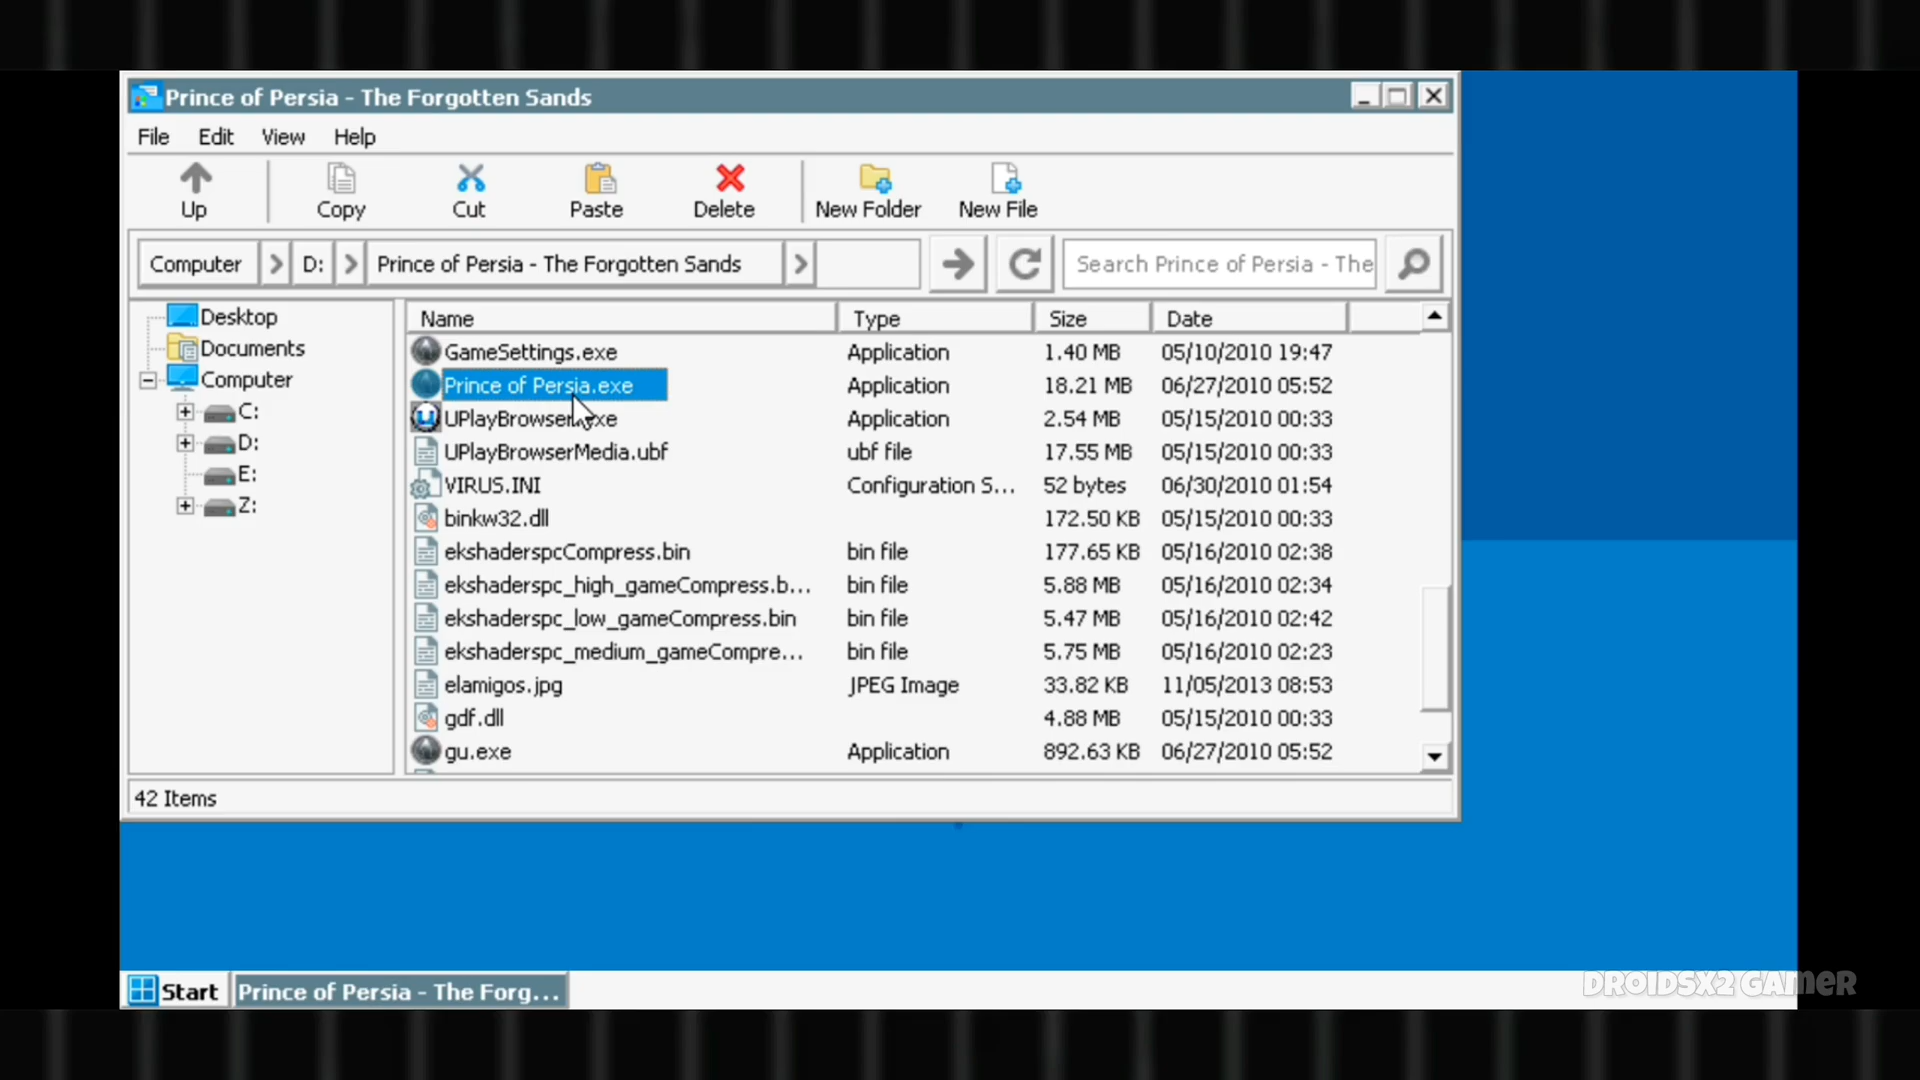 Prince of Persia - The Forgotten Sands
File Edit View Help
Up Copy Cut Paste Delete New Folder New File
Computer D: Prince of Persia - The Forgotten Sands Search Prince of Persia - The
Desktop
Documents
Computer
C:
D:
E:
Z:
Name Type Size Date
GameSettings.exe Application 1.40 MB 05/10/2010 19:47
Prince of Persia.exe Application 18.21 MB 06/27/2010 05:52
UPlayBrowser.exe Application 2.54 MB 05/15/2010 00:33
UPlayBrowserMedia.ubf ubf file 17.55 MB 05/15/2010 00:33
VIRUS.INI Configuration S... 52 bytes 06/30/2010 01:54
binkw32.dll 172.50 KB 05/15/2010 00:33
ekshaderspcCompress.bin bin file 177.65 KB 05/16/2010 02:38
ekshaderspc_high_gameCompress.b... bin file 5.88 MB 05/16/2010 02:34
ekshaderspc_low_gameCompress.bin bin file 5.47 MB 05/16/2010 02:42
ekshaderspc_medium_gameCompre... bin file 5.75 MB 05/16/2010 02:23
elamigos.jpg JPEG Image 33.82 KB 11/05/2013 08:53
gdf.dll 4.88 MB 05/15/2010 00:33
gu.exe Application 892.63 KB 06/27/2010 05:52
42 Items
Start Prince of Persia - The Forg...
DROIDSX2 GAMER